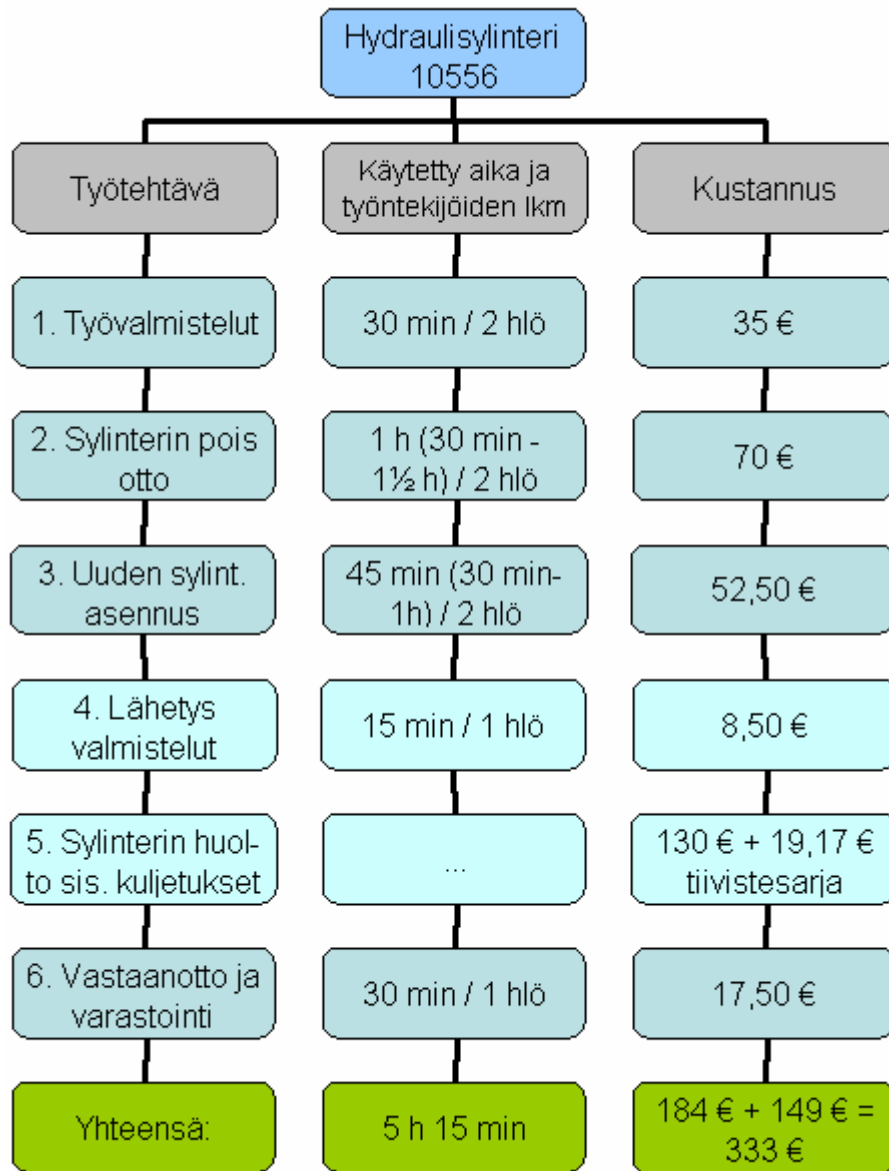 Hydraulisylinteri
10556
Työtehtävä
Käytetty aika ja
työntekijöiden lkm
Kustannus
1. Työvalmistelut
30 min / 2 hlö
35 €
2. Sylinterin pois
otto
1 h (30 min -
1½ h) / 2 hlö
70 €
3. Uuden sylint.
asennus
45 min (30 min-
1h) / 2 hlö
52,50 €
4. Lähetys
valmistelut
15 min / 1 hlö
8,50 €
5. Sylinterin huol-
to sis. kuljetukset
...
130 € + 19,17 €
tiivistesarja
6. Vastaanotto ja
varastointi
30 min / 1 hlö
17,50 €
Yhteensä:
5 h 15 min
184 € + 149 € =
333 €